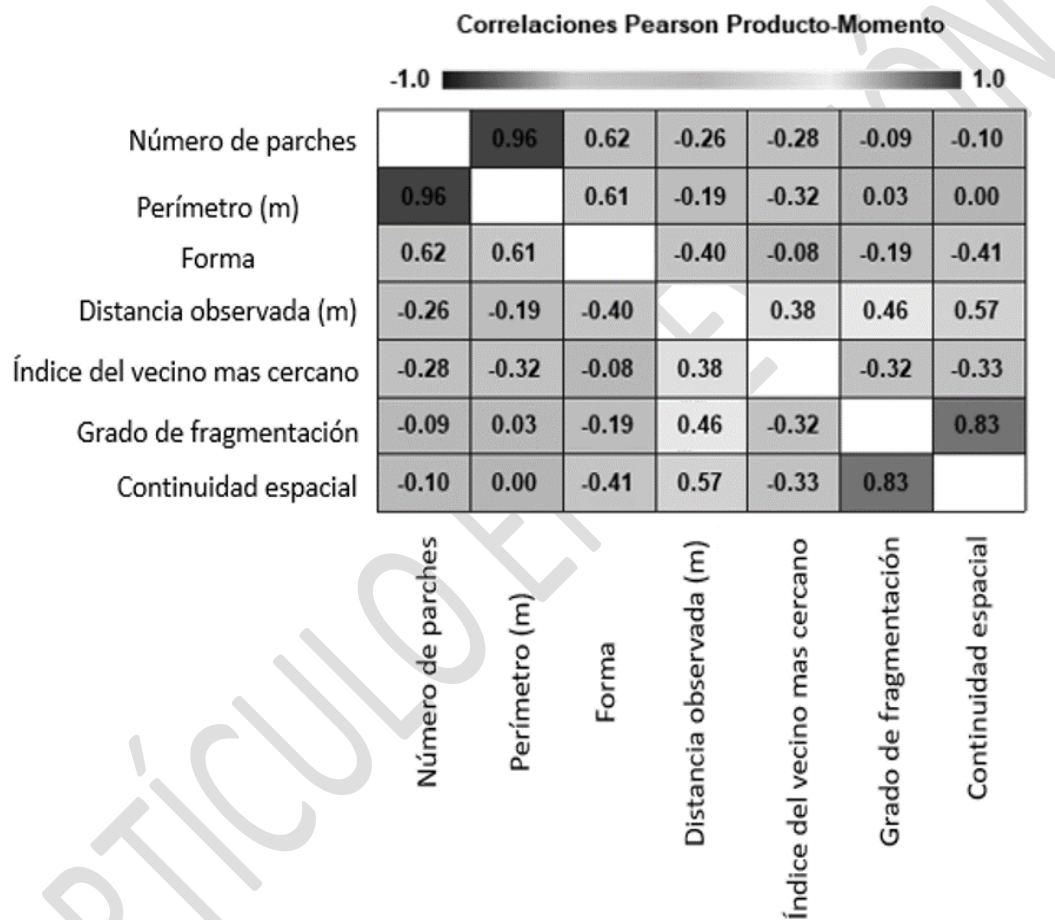 Correlaciones Pearson Producto-Momento
-1.0 1.0
Número de parches 0.96 0.62 -0.26 -0.28 -0.09 -0.10
Perímetro (m) 0.96 0.61 -0.19 -0.32 0.03 0.00
Forma 0.62 0.61 -0.40 -0.08 -0.19 -0.41
Distancia observada (m) -0.26 -0.19 -0.40 0.38 0.46 0.57
Índice del vecino mas cercano -0.28 -0.32 -0.08 0.38 -0.32 -0.33
Grado de fragmentación -0.09 0.03 -0.19 0.46 -0.32 0.83
Continuidad espacial -0.10 0.00 -0.41 0.57 -0.33 0.83
Número de parches
Perímetro (m)
Forma
Distancia observada (m)
Índice del vecino mas cercano
Grado de fragmentación
Continuidad espacial